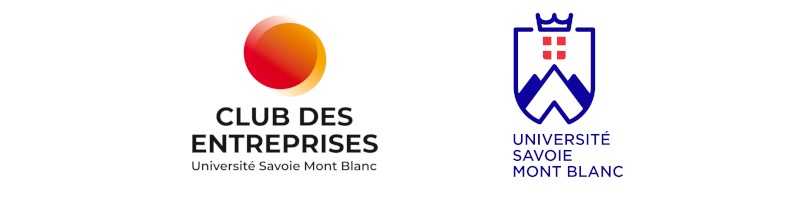 CLUB DES
ENTREPRISES
Université Savoie Mont Blanc
UNIVERSITÉ
SAVOIE
MONT BLANC